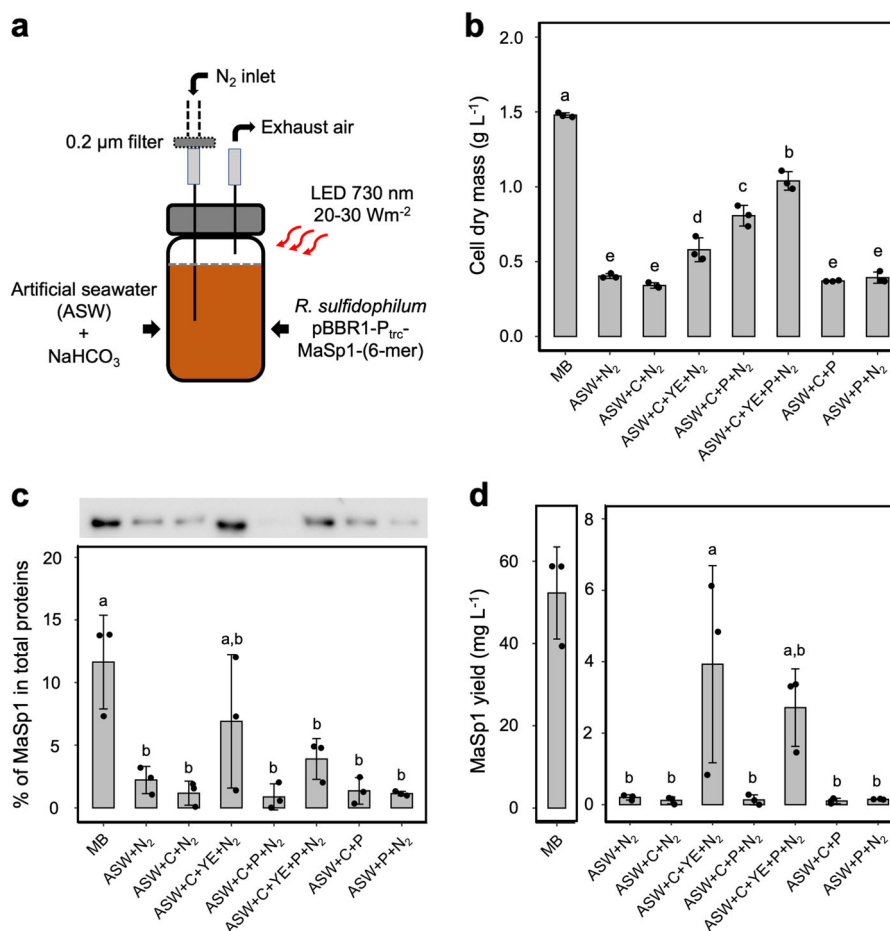 a
N₂ inlet
0.2 µm filter
Exhaust air
LED 730 nm
20-30 Wm⁻²
Artificial seawater
(ASW)
+
NaHCO₃
R. sulfidophilum
pBBR1-Pₜᵣ꜀-
MaSp1-(6-mer)
b
Cell dry mass (g L⁻¹)
2.0
1.5
1.0
0.5
0.0
a
e
e
d
c
b
e
e
MB
ASW+N₂
ASW+C+N₂
ASW+C+YE+N₂
ASW+C+P+N₂
ASW+C+YE+P+N₂
ASW+C+P
ASW+P+N₂
c
% of MaSp1 in total proteins
20
15
10
5
0
a
b
b
a,b
b
b
b
b
MB
ASW+N₂
ASW+C+N₂
ASW+C+YE+N₂
ASW+C+P+N₂
ASW+C+YE+P+N₂
ASW+C+P
ASW+P+N₂
d
MaSp1 yield (mg L⁻¹)
60
40
20
0
MB
8
6
4
2
0
b
b
a
b
a,b
b
b
ASW+N₂
ASW+C+N₂
ASW+C+YE+N₂
ASW+C+P+N₂
ASW+C+YE+P+N₂
ASW+C+P
ASW+P+N₂